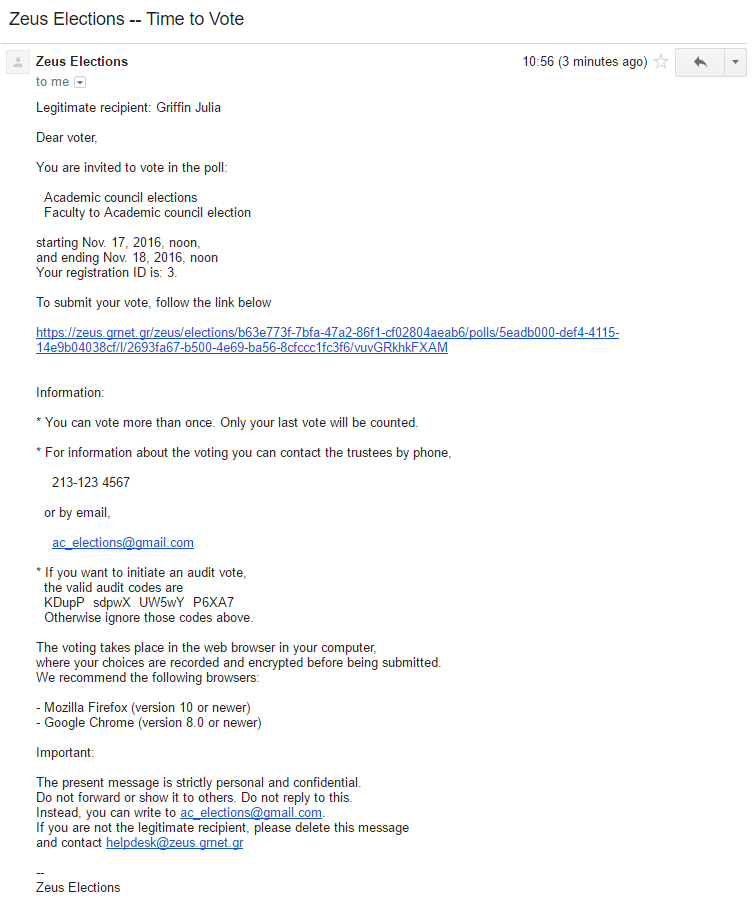 Zeus Elections -- Time to Vote
Zeus Elections
10:56 (3 minutes ago)
to me
Legitimate recipient: Griffin Julia
Dear voter,
You are invited to vote in the poll:
Academic council elections
Faculty to Academic council election
starting Nov. 17, 2016, noon,
and ending Nov. 18, 2016, noon
Your registration ID is: 3.
To submit your vote, follow the link below
https://zeus.grnet.gr/zeus/elections/b63e773f-7bfa-47a2-86f1-cf02804aeab6/polls/5eadb000-def4-4115-
14e9b04038cf/l/2693fa67-b500-4e69-ba56-8cfccc1fc3f6/vuvGRkhkFXAM
Information:
* You can vote more than once. Only your last vote will be counted.
* For information about the voting you can contact the trustees by phone,
213-123 4567
or by email,
ac_elections@gmail.com
* If you want to initiate an audit vote,
the valid audit codes are
KDupP sdpwX UW5wY P6XA7
Otherwise ignore those codes above.
The voting takes place in the web browser in your computer,
where your choices are recorded and encrypted before being submitted.
We recommend the following browsers:
- Mozilla Firefox (version 10 or newer)
- Google Chrome (version 8.0 or newer)
Important:
The present message is strictly personal and confidential.
Do not forward or show it to others. Do not reply to this.
Instead, you can write to ac_elections@gmail.com.
If you are not the legitimate recipient, please delete this message
and contact helpdesk@zeus.grnet.gr
--
Zeus Elections